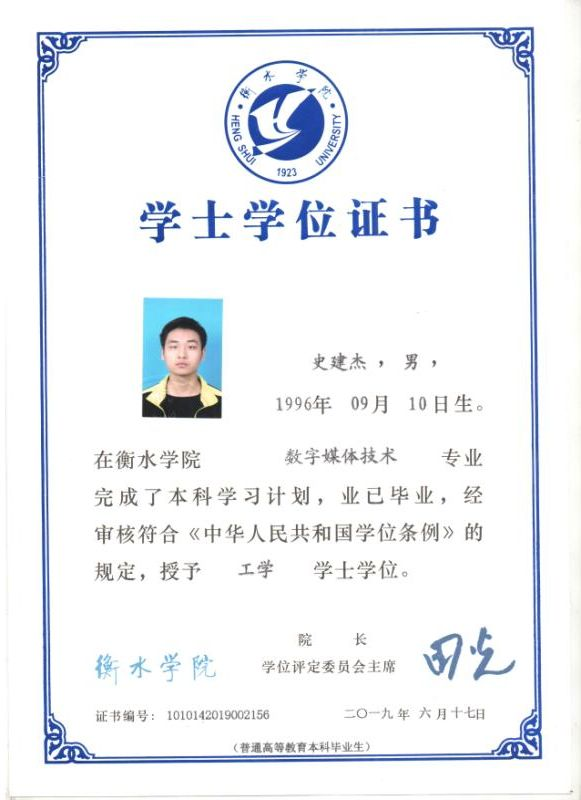 衡水学院
HENG SHUI UNIVERSITY
1923
学士学位证书
史建杰，男，
1996年 09月 10日生。
在衡水学院 数字媒体技术 专业
完成了本科学习计划，业已毕业，经
审核符合《中华人民共和国学位条例》的
规定，授予 工学 学士学位。
院 长
衡水学院 学位评定委员会主席 田光
证书编号：1010142019002156 二〇一九年 六月十七日
（普通高等教育本科毕业生）